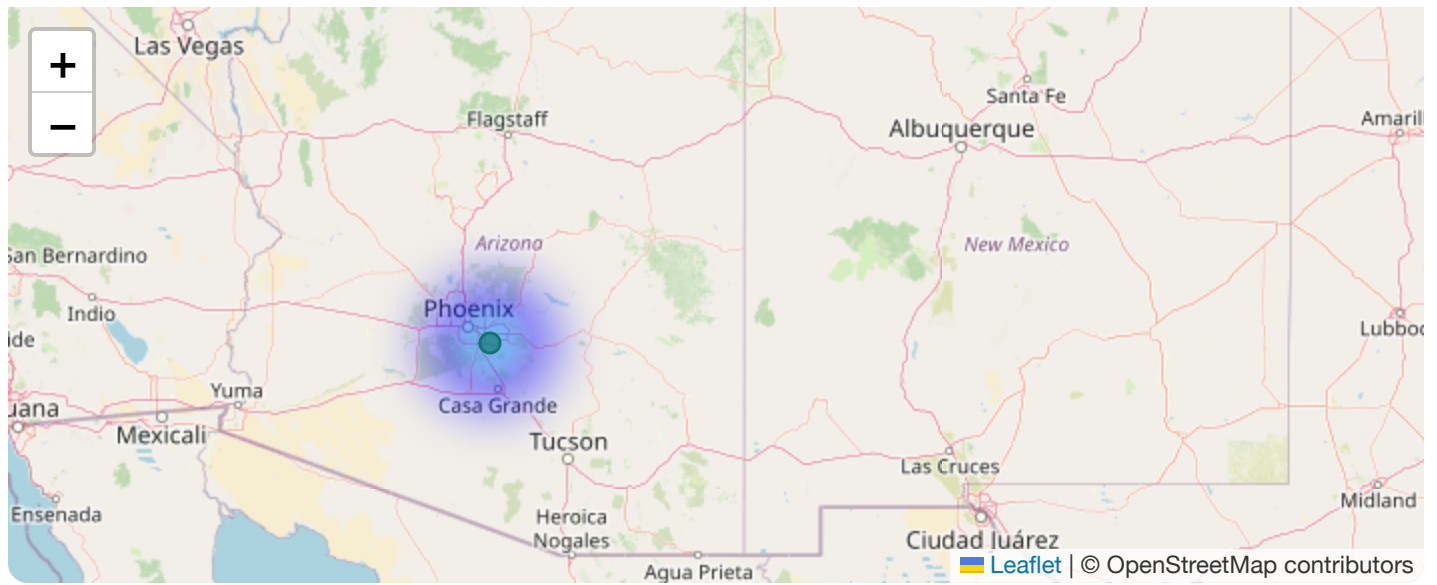 +
−
Las Vegas
Santa Fe
Flagstaff
Albuquerque
Amaril
Arizona
New Mexico
San Bernardino
Phoenix
Indio
Lubboc
ide
Yuma
Casa Grande
uana
Mexicali
Tucson
Las Cruces
Midland
Ensenada
Heroica
Nogales
Ciudad Juárez
Agua Prieta
Leaflet | © OpenStreetMap contributors